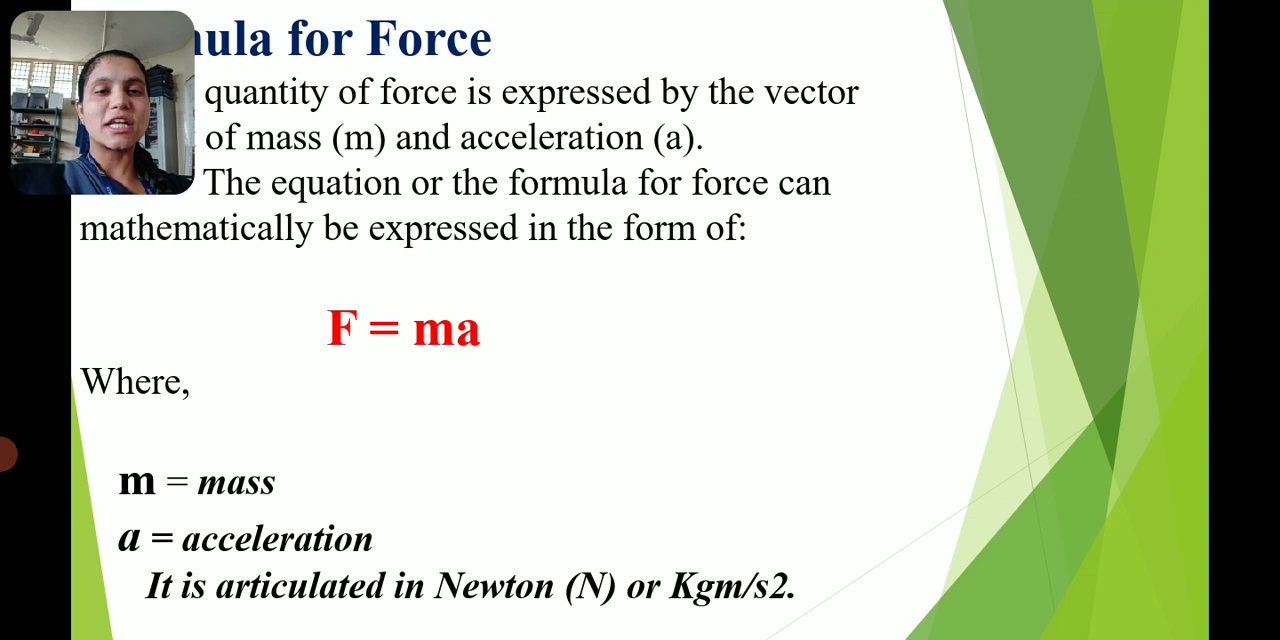 ula for Force
quantity of force is expressed by the vector
of mass (m) and acceleration (a).
The equation or the formula for force can
mathematically be expressed in the form of:
F = ma
Where,
m = mass
a = acceleration
It is articulated in Newton (N) or Kgm/s2.